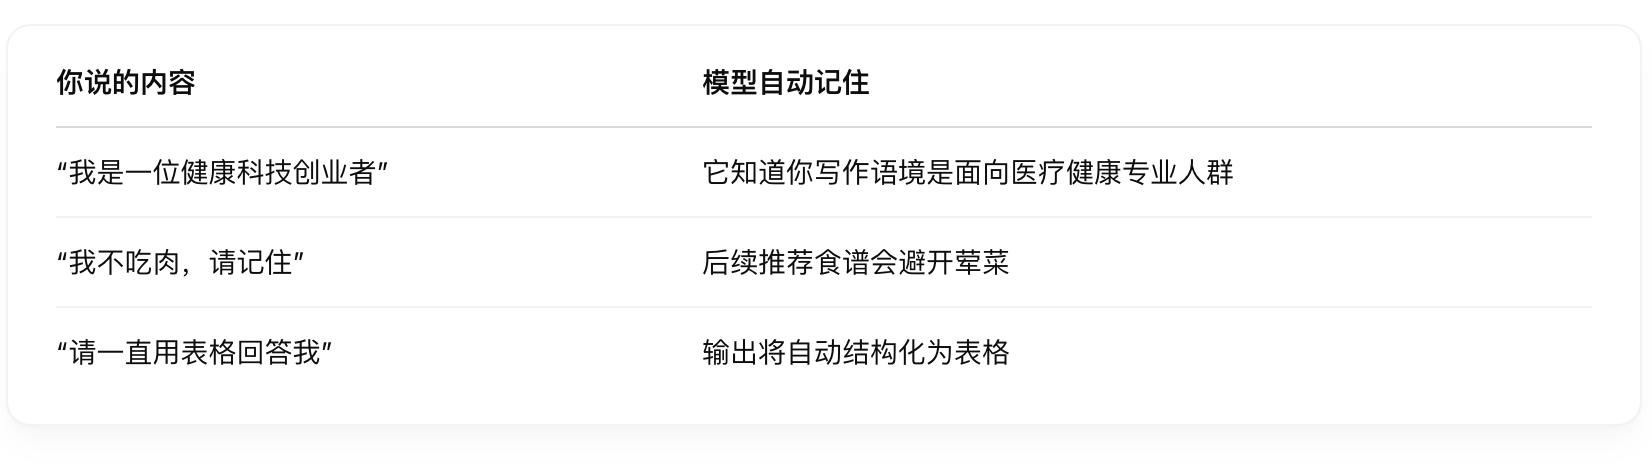 你说的内容 模型自动记住
“我是一位健康科技创业者” 它知道你写作语境是面向医疗健康专业人群
“我不吃肉，请记住” 后续推荐食谱会避开荤菜
“请一直用表格回答我” 输出将自动结构化为表格